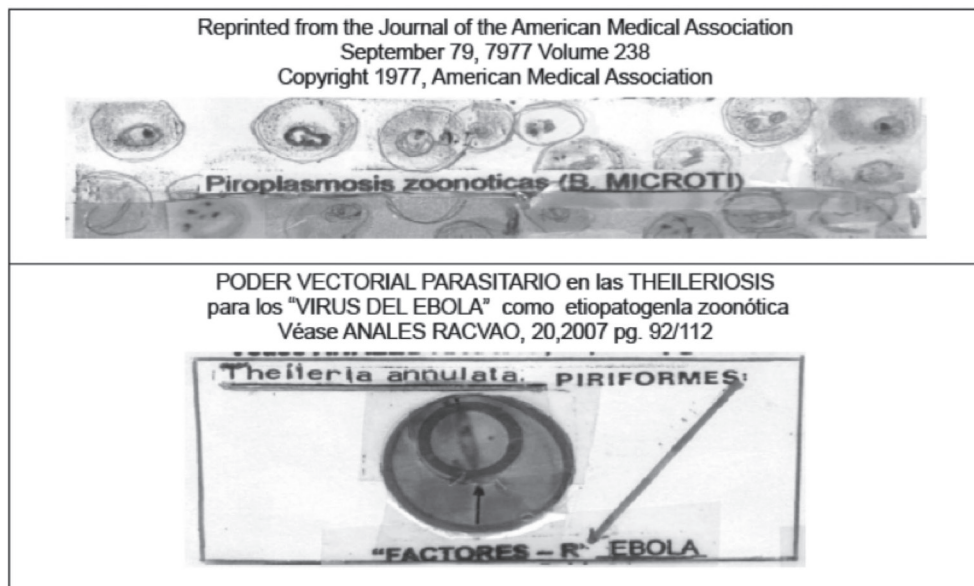 Reprinted from the Journal of the American Medical Association
September 79, 7977 Volume 238
Copyright 1977, American Medical Association
Piroplasmosis zoonoticas (B. MICROTI)
PODER VECTORIAL PARASITARIO en las THEILERIOSIS
para los "VIRUS DEL EBOLA" como etiopatogenla zoonótica
Véase ANALES RACVAO, 20,2007 pg. 92/112
Theileria annulata. PIRIFORMES:
"FACTORES – R" EBOLA